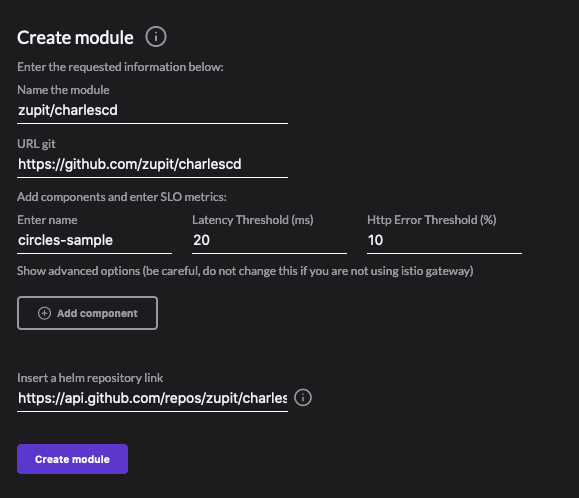 Create module
Enter the requested information below:
Name the module
zupit/charlescd
URL git
https://github.com/zupit/charlescd
Add components and enter SLO metrics:
Enter name Latency Threshold (ms) Http Error Threshold (%)
circles-sample 20 10
Show advanced options (be careful, do not change this if you are not using istio gateway)
Add component
Insert a helm repository link
https://api.github.com/repos/zupit/charles
Create module